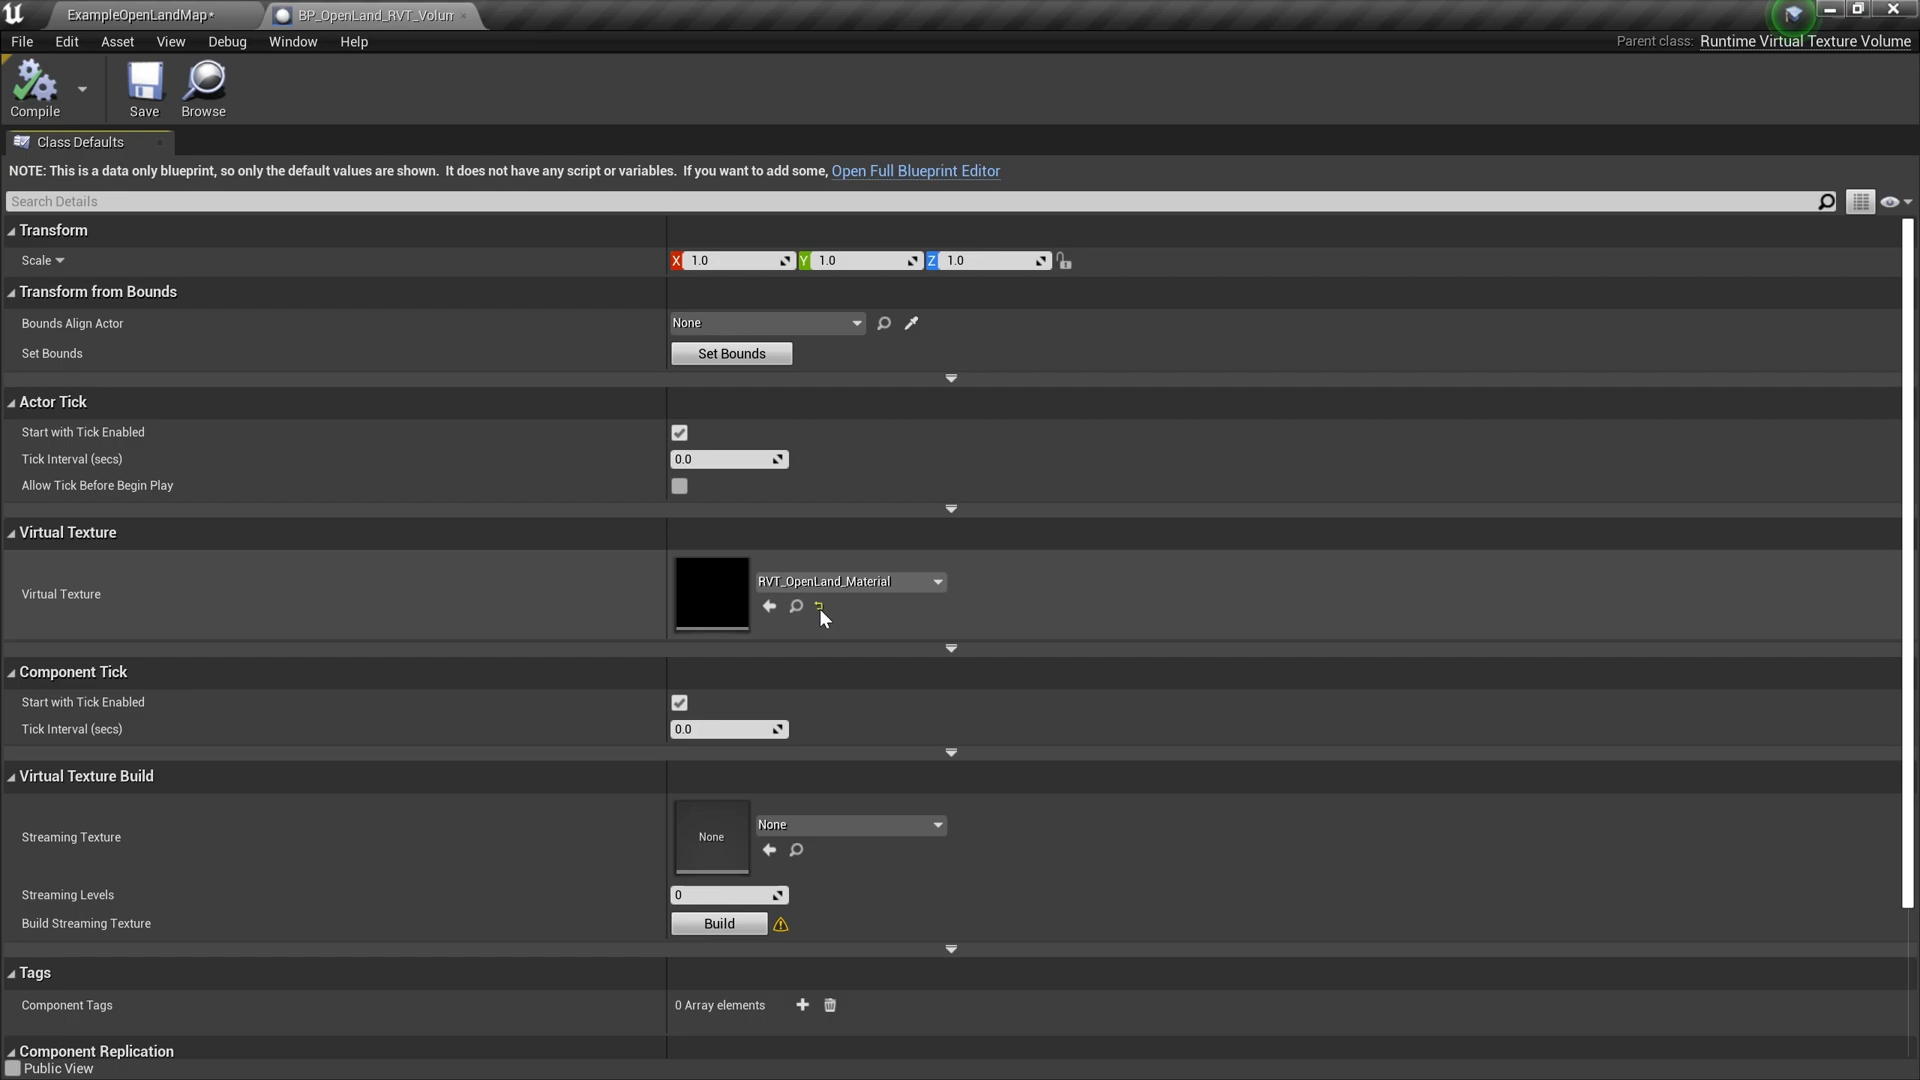 ExampleOpenLandMap*
BP_OpenLand_RVT_Volum
File Edit Asset View Debug Window Help
Parent class: Runtime Virtual Texture Volume
Compile Save Browse
Class Defaults
NOTE: This is a data only blueprint, so only the default values are shown. It does not have any script or variables. If you want to add some, Open Full Blueprint Editor
Search Details
Transform
Scale X 1.0 Y 1.0 Z 1.0
Transform from Bounds
Bounds Align Actor None
Set Bounds Set Bounds
Actor Tick
Start with Tick Enabled
Tick Interval (secs) 0.0
Allow Tick Before Begin Play
Virtual Texture
Virtual Texture RVT_OpenLand_Material
Component Tick
Start with Tick Enabled
Tick Interval (secs) 0.0
Virtual Texture Build
Streaming Texture None None
Streaming Levels 0
Build Streaming Texture Build
Tags
Component Tags 0 Array elements
Component Replication
Public View